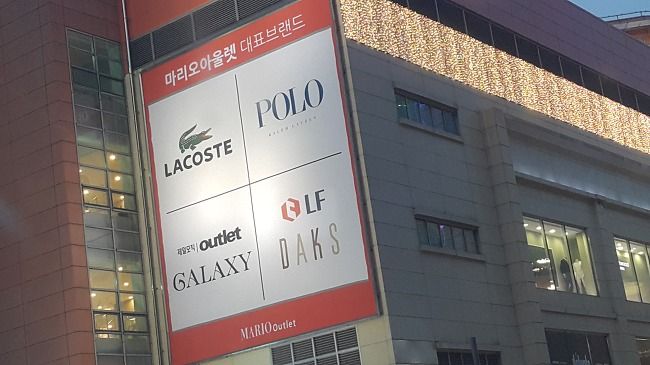 마리오아울렛 대표브랜드
LACOSTE
POLO
RALPH LAUREN
제일모직 outlet
GALAXY
LF
DAKS
MARIO outlet